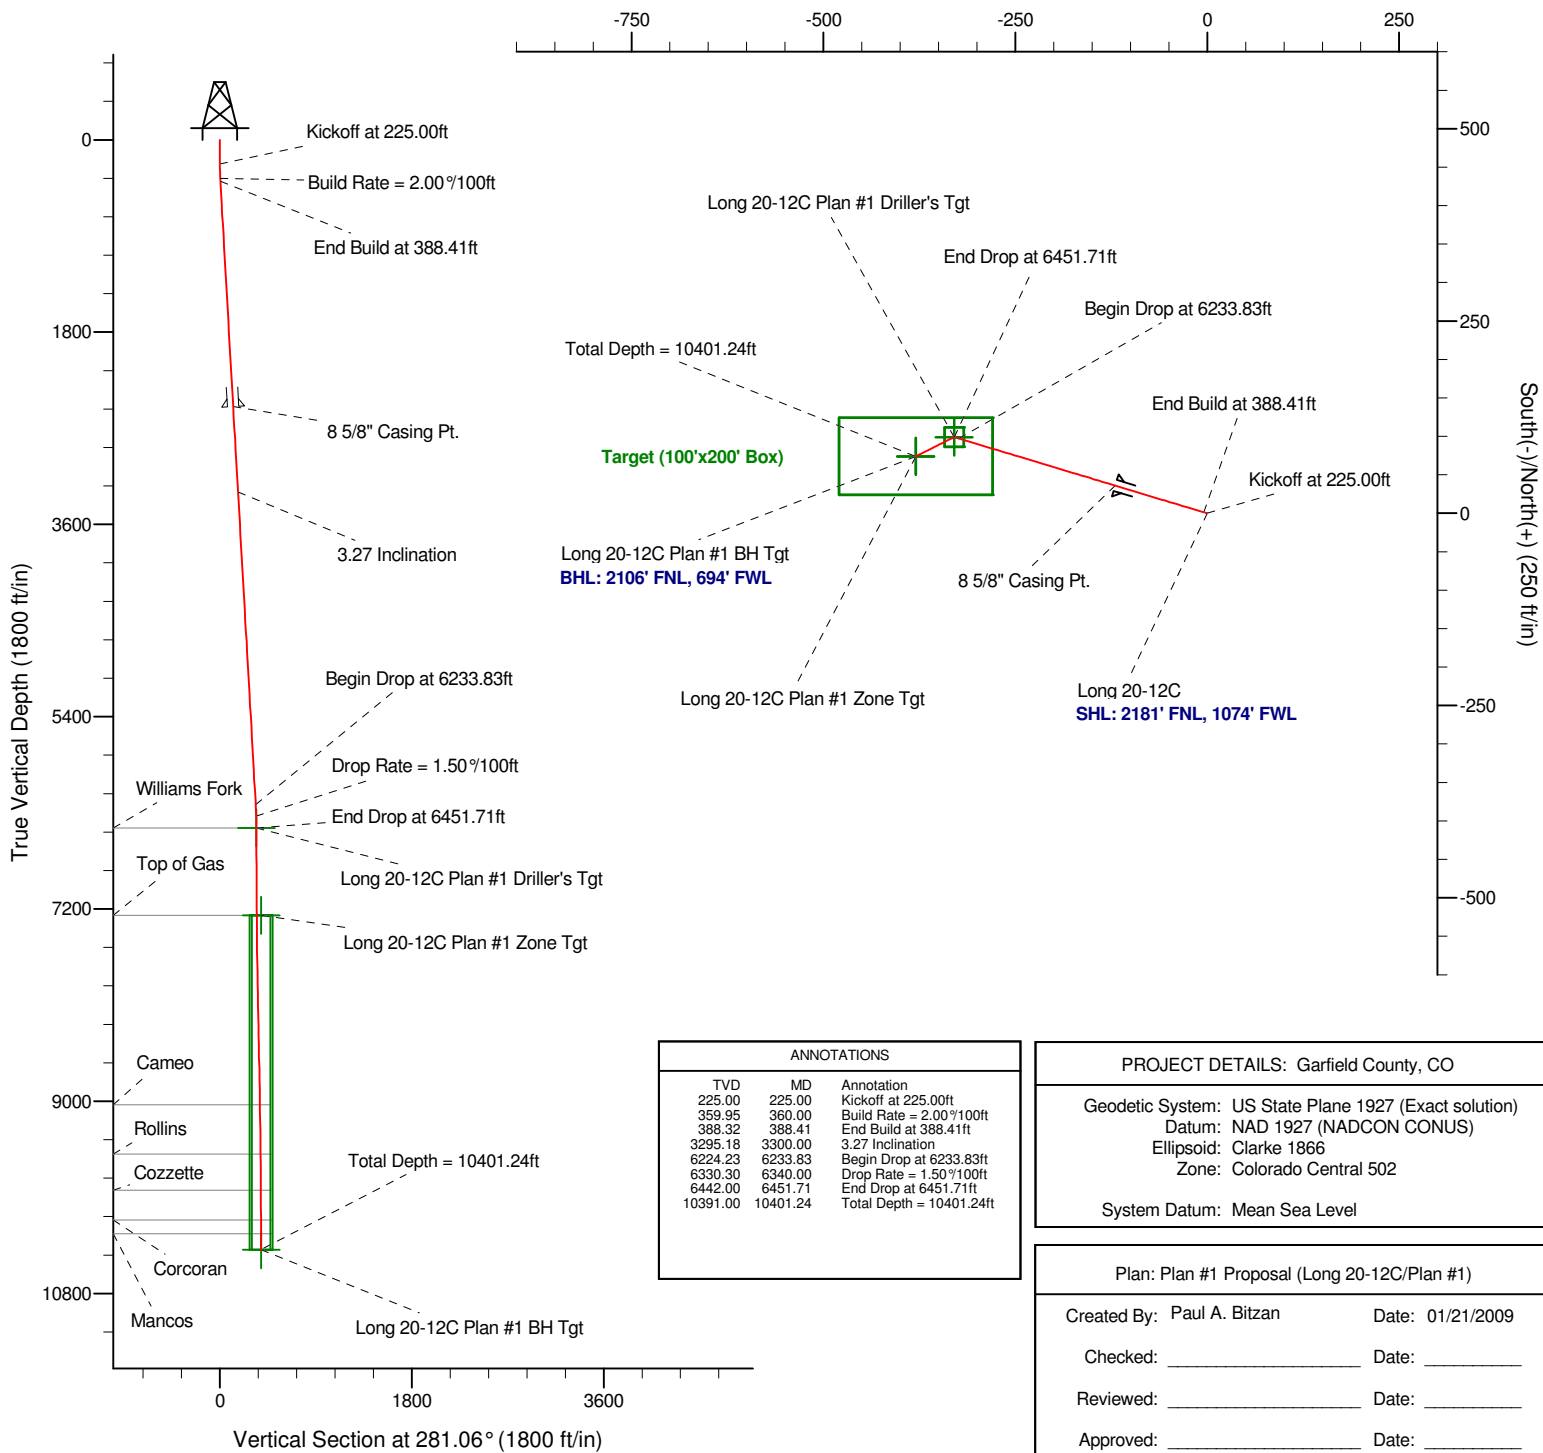 -750
-500
-250
0
250
500
250
0
-250
-500
South(-)/North(+) (250 ft/in)
0
1800
3600
5400
7200
9000
10800
True Vertical Depth (1800 ft/in)
Kickoff at 225.00ft
Build Rate = 2.00°/100ft
End Build at 388.41ft
8 5/8" Casing Pt.
3.27 Inclination
Begin Drop at 6233.83ft
Drop Rate = 1.50°/100ft
End Drop at 6451.71ft
Long 20-12C Plan #1 Driller's Tgt
Long 20-12C Plan #1 Zone Tgt
Total Depth = 10401.24ft
Long 20-12C Plan #1 BH Tgt
Williams Fork
Top of Gas
Cameo
Rollins
Cozzette
Corcoran
Mancos
0
1800
3600
Vertical Section at 281.06° (1800 ft/in)
Long 20-12C Plan #1 Driller's Tgt
End Drop at 6451.71ft
Begin Drop at 6233.83ft
Total Depth = 10401.24ft
End Build at 388.41ft
Target (100'x200' Box)
Kickoff at 225.00ft
Long 20-12C Plan #1 BH Tgt
BHL: 2106' FNL, 694' FWL
8 5/8" Casing Pt.
Long 20-12C Plan #1 Zone Tgt
Long 20-12C
SHL: 2181' FNL, 1074' FWL
ANNOTATIONS
TVD MD Annotation
225.00 225.00 Kickoff at 225.00ft
359.95 360.00 Build Rate = 2.00°/100ft
388.32 388.41 End Build at 388.41ft
3295.18 3300.00 3.27 Inclination
6224.23 6233.83 Begin Drop at 6233.83ft
6330.30 6340.00 Drop Rate = 1.50°/100ft
6442.00 6451.71 End Drop at 6451.71ft
10391.00 10401.24 Total Depth = 10401.24ft
PROJECT DETAILS: Garfield County, CO
Geodetic System: US State Plane 1927 (Exact solution)
Datum: NAD 1927 (NADCON CONUS)
Ellipsoid: Clarke 1866
Zone: Colorado Central 502
System Datum: Mean Sea Level
Plan: Plan #1 Proposal (Long 20-12C/Plan #1)
Created By: Paul A. Bitzan Date: 01/21/2009
Checked: ____________________ Date: __________
Reviewed: ____________________ Date: __________
Approved: ____________________ Date: __________